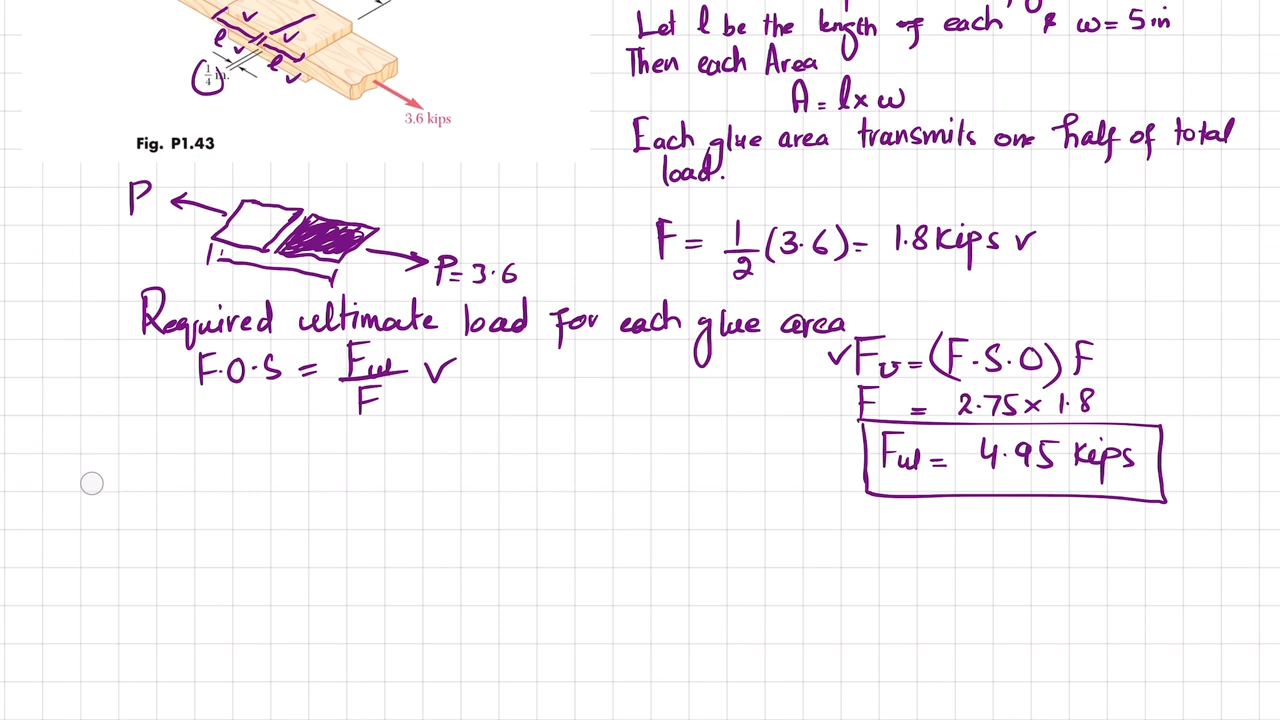 l
l
1/4 in.
3.6 kips
Fig. P1.43
Let l be the length of each & w = 5 in
Then each Area
A = l × w
Each glue area transmits one half of total
load.
F = 1/2 (3.6) = 1.8 kips ✓
P
P = 3.6
Required ultimate load for each glue area
F.O.S = Ful/F ✓
✓ FU = (F.S.O) F
F = 2.75 × 1.8
Ful = 4.95 kips